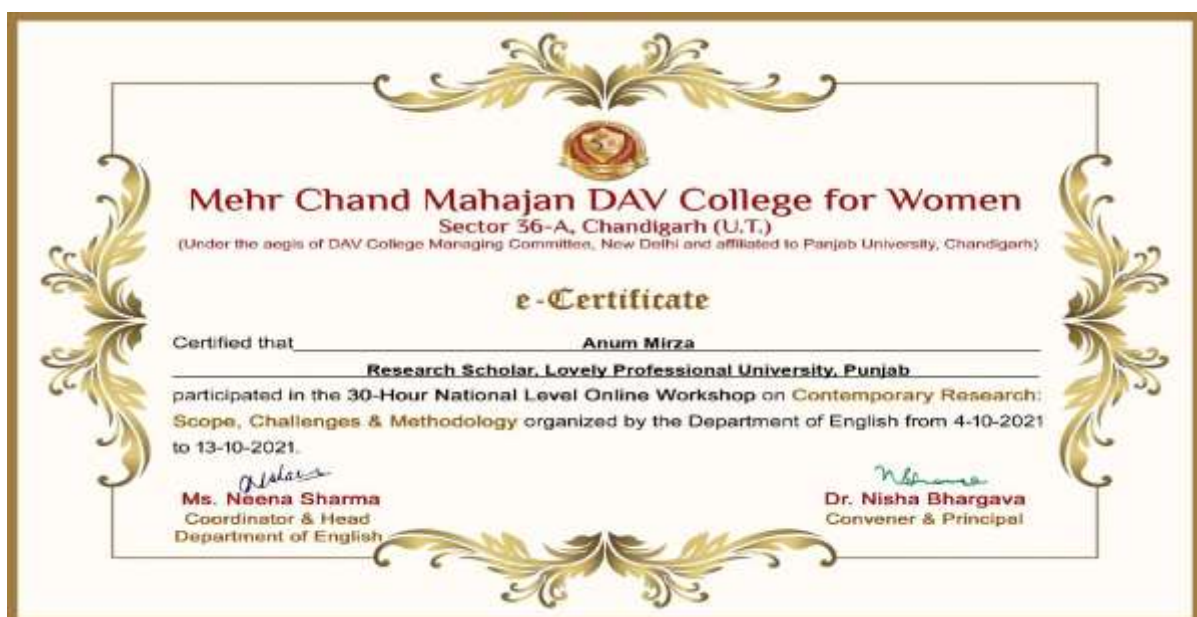 Mehr Chand Mahajan DAV College for Women
Sector 36-A, Chandigarh (U.T.)
(Under the aegis of DAV College Managing Committee, New Delhi and affiliated to Panjab University, Chandigarh)
e-Certificate
Certified that Anum Mirza
Research Scholar, Lovely Professional University, Punjab
participated in the 30-Hour National Level Online Workshop on Contemporary Research:
Scope, Challenges & Methodology organized by the Department of English from 4-10-2021
to 13-10-2021.
Ms. Neena Sharma
Coordinator & Head
Department of English
Dr. Nisha Bhargava
Convener & Principal